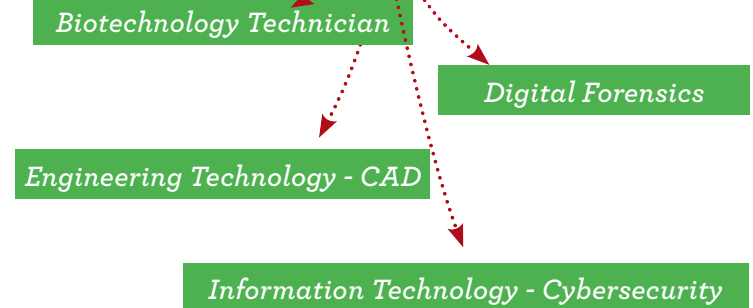 Biotechnology Technician
Digital Forensics
Engineering Technology - CAD
Information Technology - Cybersecurity